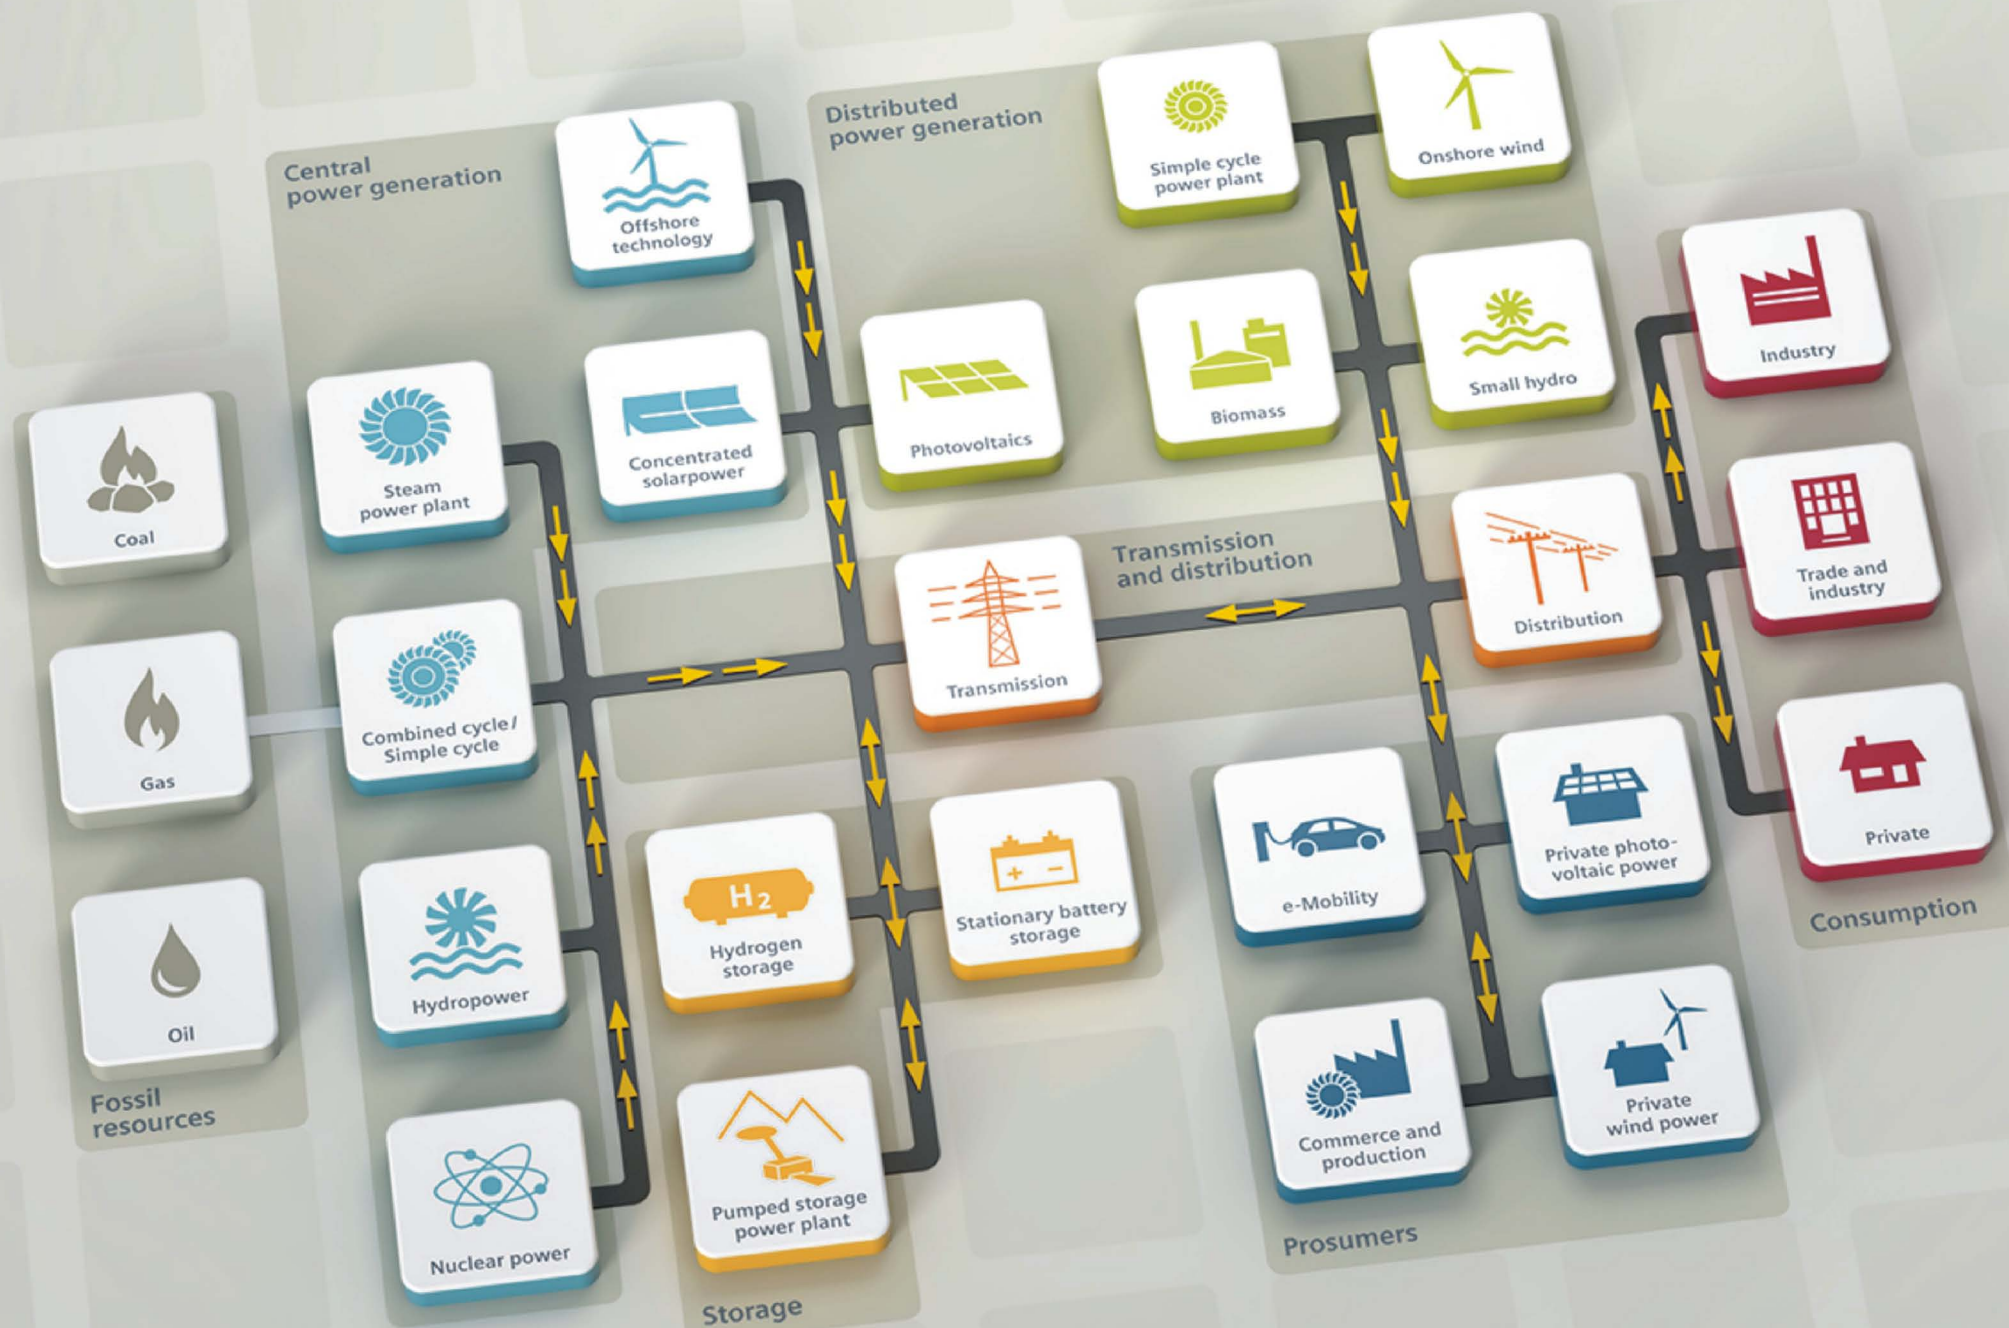 Central
power generation
Offshore
technology
Distributed
power generation
Simple cycle
power plant
Onshore wind
Coal
Steam
power plant
Concentrated
solarpower
Photovoltaics
Biomass
Small hydro
Industry
Gas
Combined cycle/
Simple cycle
Transmission
Transmission
and distribution
Distribution
Trade and
industry
Oil
Hydropower
H2
Hydrogen
storage
+ −
Stationary battery
storage
e-Mobility
Private photo-
voltaic power
Private
Consumption
Fossil
resources
Nuclear power
Pumped storage
power plant
Storage
Commerce and
production
Private
wind power
Prosumers